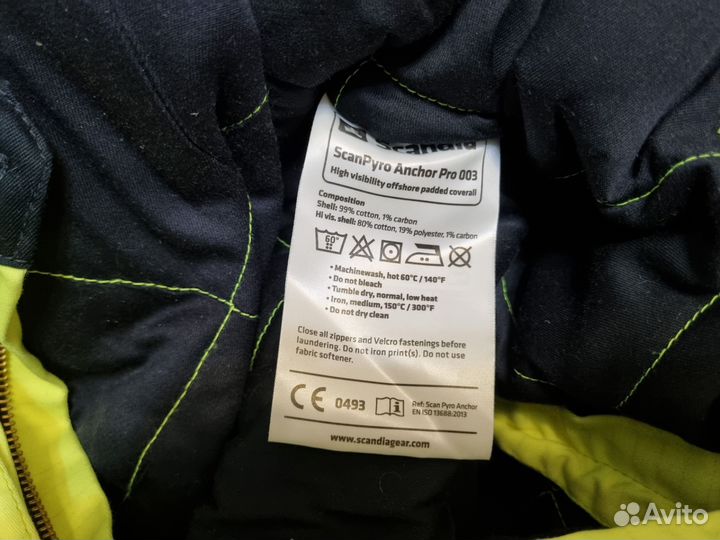 Scandia
ScanPyro Anchor Pro 003
High visibility offshore padded coverall
Composition
Shell: 99% cotton, 1% carbon
HI vis. shell: 80% cotton, 19% polyester, 1% carbon
60°
• Machinewash, hot 60°C / 140°F
• Do not bleach
• Tumble dry, normal, low heat
• Iron, medium, 150°C / 300°F
• Do not dry clean
Close all zippers and Velcro fastenings before
laundering. Do not iron print(s). Do not use
fabric softener.
CE 0493 i Ref: Scan Pyro Anchor
EN ISO 13688:2013
www.scandiagear.com
Avito